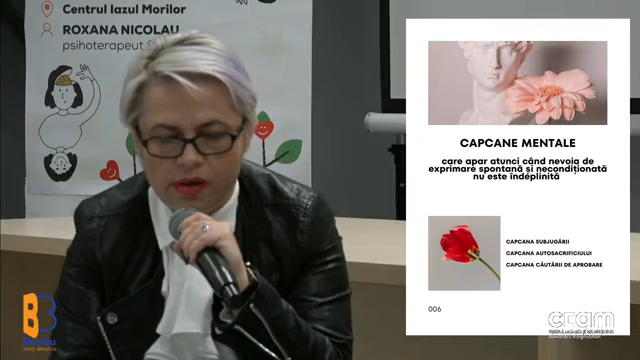 Centrul Iazul Morilor
ROXANA NICOLAU
psihoterapeut
CAPCANE MENTALE
care apar atunci când nevoia de
exprimare spontană și necondiționată
nu este îndeplinită
CAPCANA SUBJUGĂRII
CAPCANA AUTOSACRIFICIULUI
CAPCANA CĂUTĂRII DE APROBARE
006